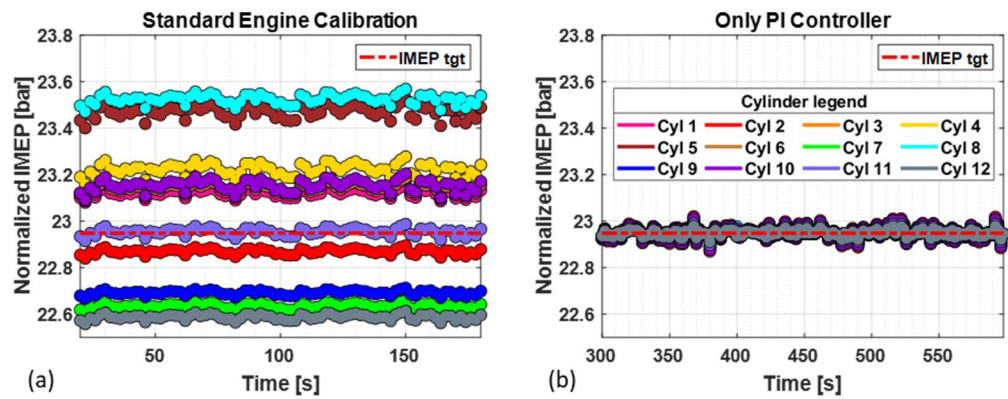 Standard Engine Calibration
Normalized IMEP [bar]
23.8
23.6
23.4
23.2
23
22.8
22.6
IMEP tgt
50
100
150
Time [s]
(a)
Only PI Controller
Normalized IMEP [bar]
23.8
23.6
23.4
23.2
23
22.8
22.6
IMEP tgt
Cylinder legend
Cyl 1 Cyl 2 Cyl 3 Cyl 4
Cyl 5 Cyl 6 Cyl 7 Cyl 8
Cyl 9 Cyl 10 Cyl 11 Cyl 12
300
350
400
450
500
550
Time [s]
(b)